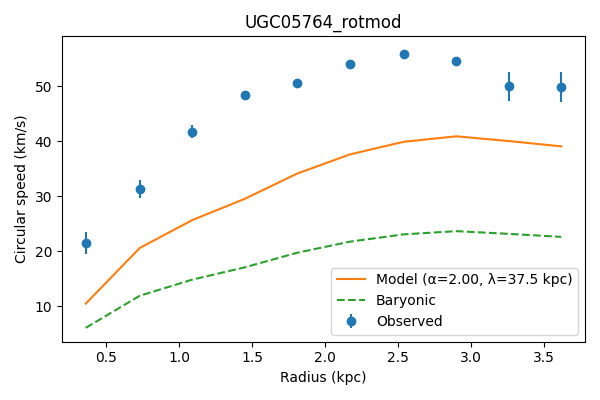 UGC05764_rotmod
Circular speed (km/s)
50
40
30
20
10
Model (α=2.00, λ=37.5 kpc)
Baryonic
Observed
0.5 1.0 1.5 2.0 2.5 3.0 3.5
Radius (kpc)